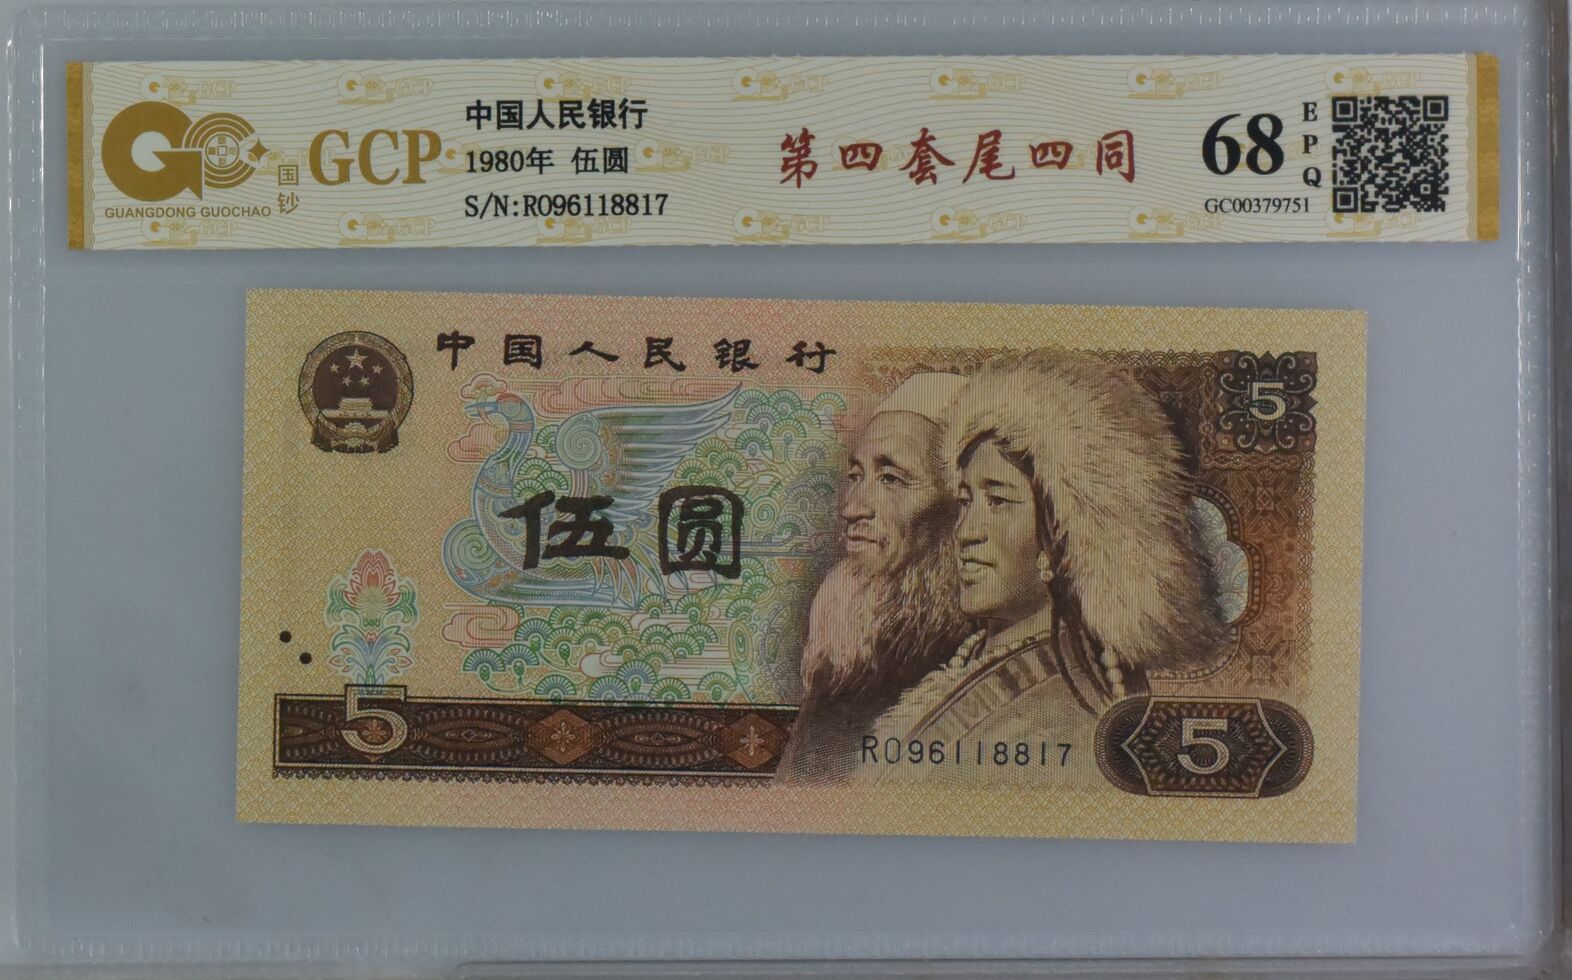 GUANGDONG GUOCHAO
国钞
GCP
中国人民银行
1980年 伍圆
S/N:RO96118817
第四套尾四同
68
EPQ
GC00379751
中国人民银行
5
伍圆
5
RO96118817
5